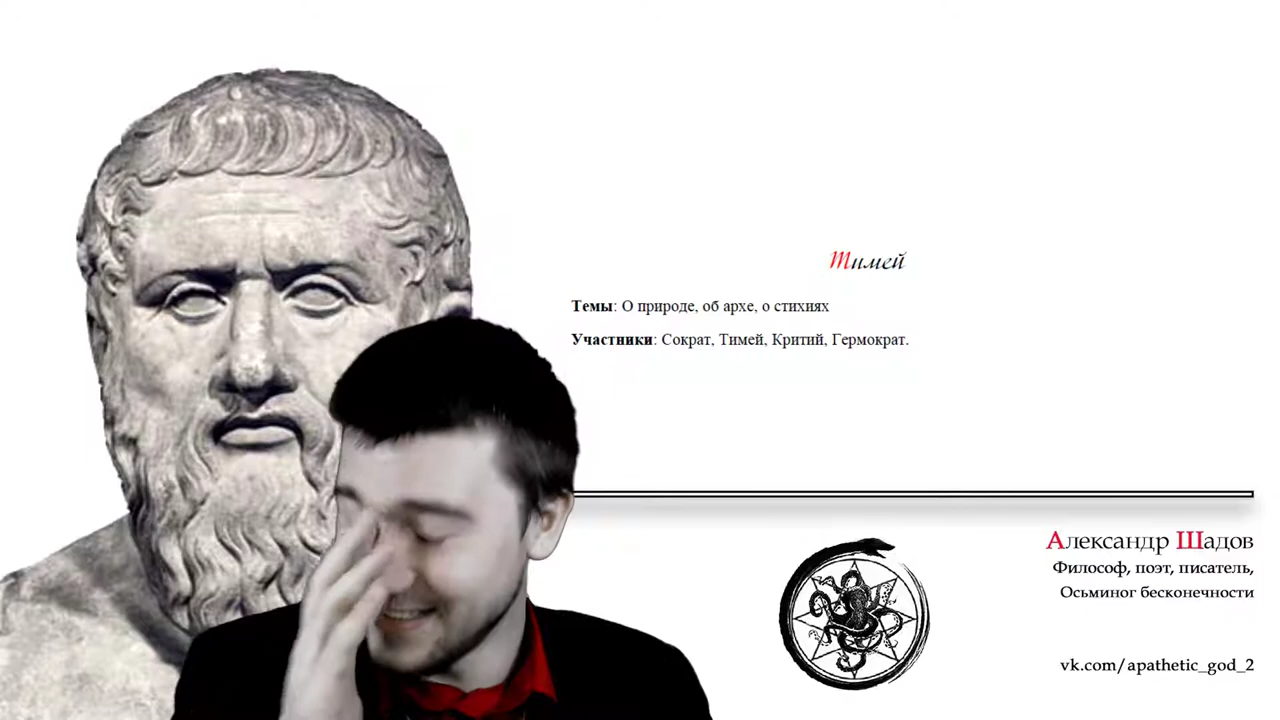 Тимей
Темы: О природе, об архе, о стихиях
Участники: Сократ, Тимей, Критий, Гермократ.
Александр Шадов
Философ, поэт, писатель,
Осьминог бесконечности
vk.com/apathetic_god_2